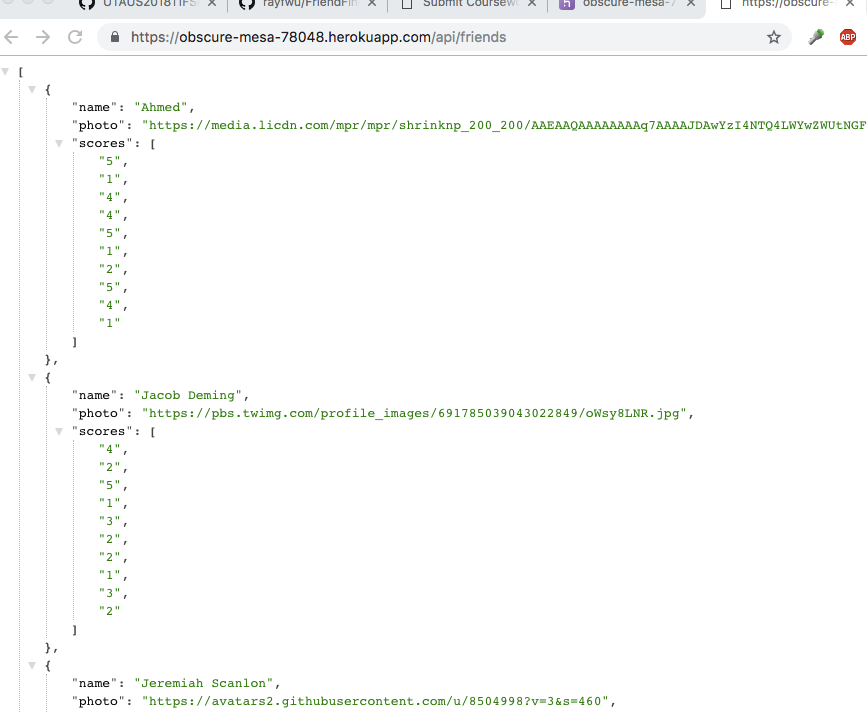 UTAUS201811FS
rayfwu/FriendFin
Submit Coursewo
obscure-mesa-7
https://obscure-
https://obscure-mesa-78048.herokuapp.com/api/friends
ABP
[
{
"name": "Ahmed",
"photo": "https://media.licdn.com/mpr/mpr/shrinknp_200_200/AAEAAQAAAAAAAAq7AAAAJDAwYzI4NTQ4LWYwZWUtNGF
"scores": [
"5",
"1",
"4",
"4",
"5",
"1",
"2",
"5",
"4",
"1"
]
},
{
"name": "Jacob Deming",
"photo": "https://pbs.twimg.com/profile_images/691785039043022849/oWsy8LNR.jpg",
"scores": [
"4",
"2",
"5",
"1",
"3",
"2",
"2",
"1",
"3",
"2"
]
},
{
"name": "Jeremiah Scanlon",
"photo": "https://avatars2.githubusercontent.com/u/8504998?v=3&s=460",